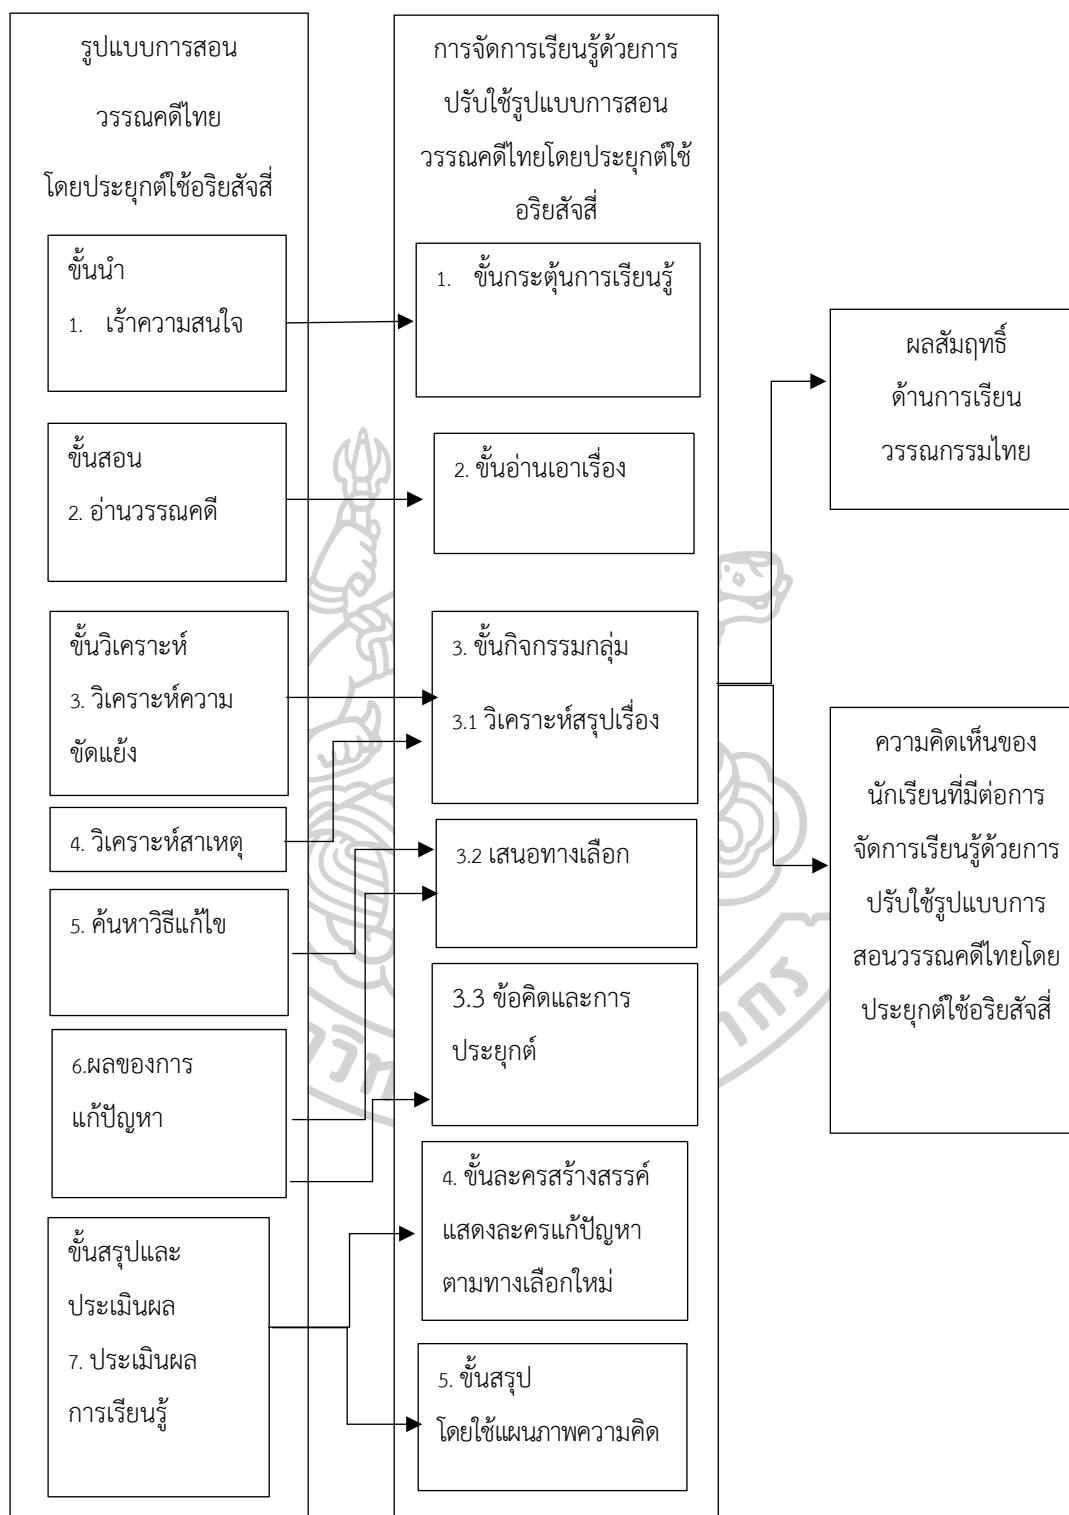 รูปแบบการสอน
วรรณคดีไทย
โดยประยุกต์ใช้อริยสัจสี่
ขั้นนำ
1. เร้าความสนใจ
ขั้นสอน
2. อ่านวรรณคดี
ขั้นวิเคราะห์
3. วิเคราะห์ความ
ขัดแย้ง
4. วิเคราะห์สาเหตุ
5. ค้นหาวิธีแก้ไข
6.ผลของการ
แก้ปัญหา
ขั้นสรุปและ
ประเมินผล
7. ประเมินผล
การเรียนรู้
การจัดการเรียนรู้ด้วยการ
ปรับใช้รูปแบบการสอน
วรรณคดีไทยโดยประยุกต์ใช้
อริยสัจสี่
1. ขั้นกระตุ้นการเรียนรู้
2. ขั้นอ่านเอาเรื่อง
3. ขั้นกิจกรรมกลุ่ม
3.1 วิเคราะห์สรุปเรื่อง
3.2 เสนอทางเลือก
3.3 ข้อคิดและการ
ประยุกต์
4. ขั้นละครสร้างสรรค์
แสดงละครแก้ปัญหา
ตามทางเลือกใหม่
5. ขั้นสรุป
โดยใช้แผนภาพความคิด
ผลสัมฤทธิ์
ด้านการเรียน
วรรณกรรมไทย
ความคิดเห็นของ
นักเรียนที่มีต่อการ
จัดการเรียนรู้ด้วยการ
ปรับใช้รูปแบบการ
สอนวรรณคดีไทยโดย
ประยุกต์ใช้อริยสัจสี่